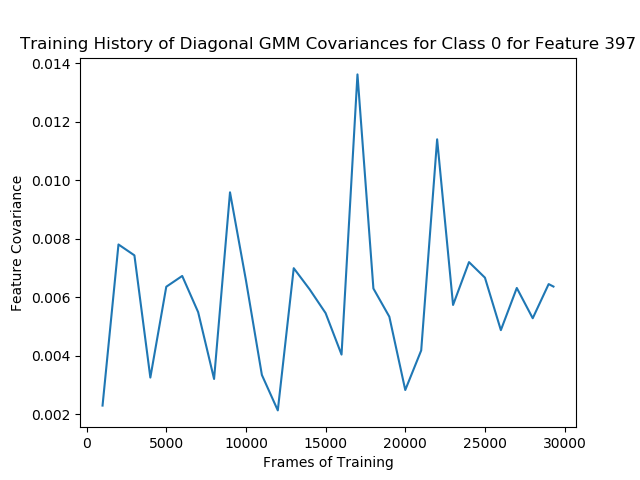 Training History of Diagonal GMM Covariances for Class 0 for Feature 397
0.014
0.012
0.010
0.008
0.006
0.004
0.002
Feature Covariance
0 5000 10000 15000 20000 25000 30000
Frames of Training